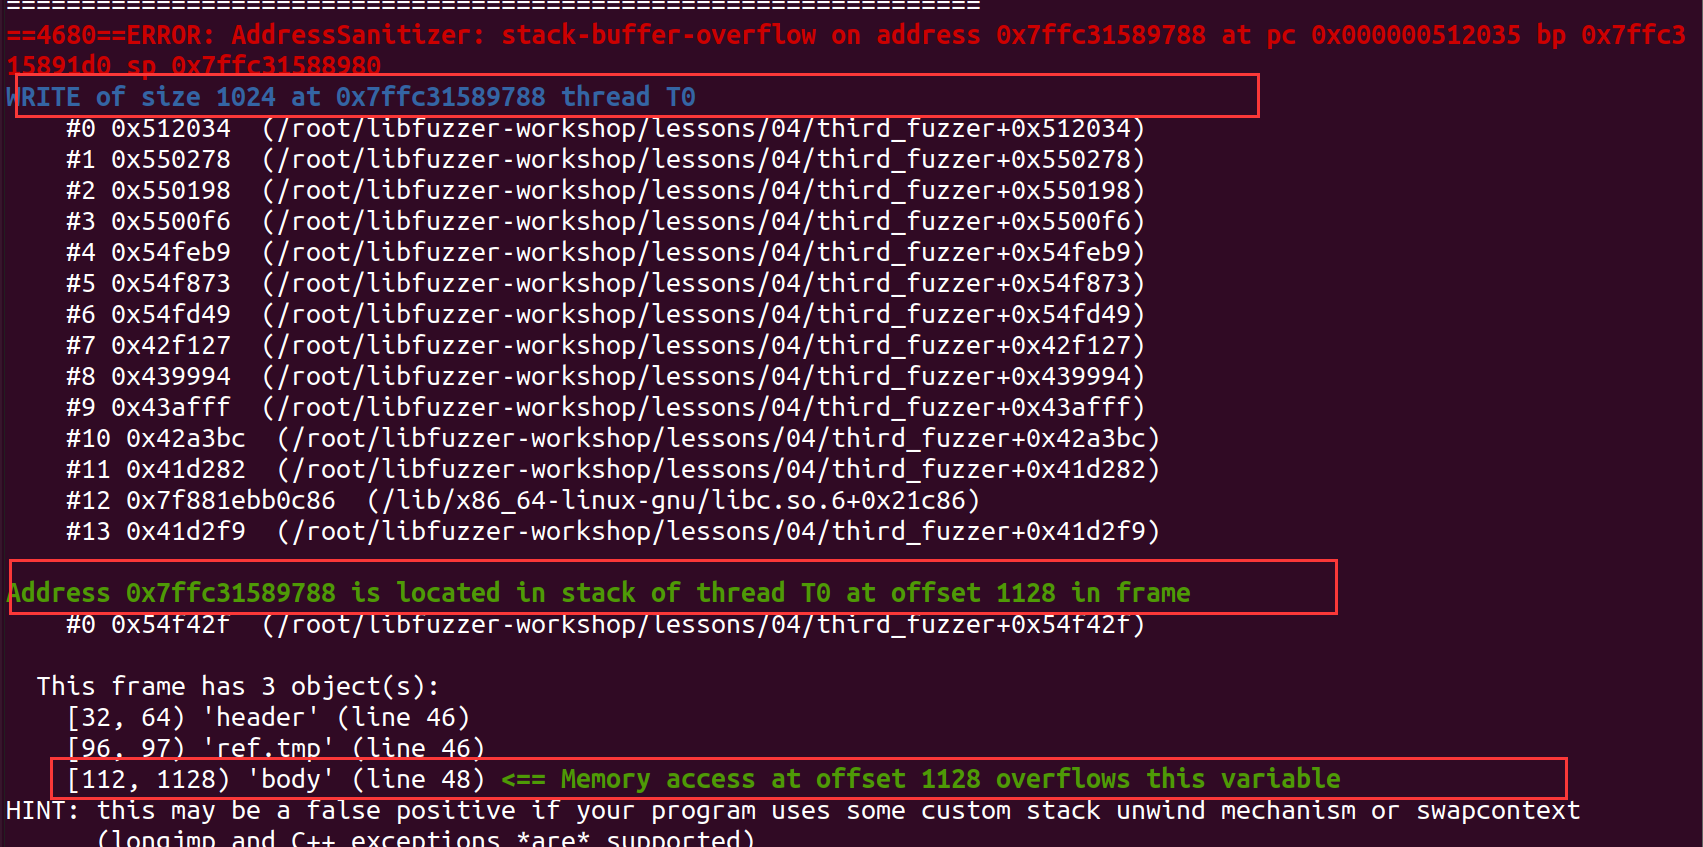 =================================================================
==4680==ERROR: AddressSanitizer: stack-buffer-overflow on address 0x7ffc31589788 at pc 0x000000512035 bp 0x7ffc3
15891d0 sp 0x7ffc31588980
WRITE of size 1024 at 0x7ffc31589788 thread T0
    #0 0x512034  (/root/libfuzzer-workshop/lessons/04/third_fuzzer+0x512034)
    #1 0x550278  (/root/libfuzzer-workshop/lessons/04/third_fuzzer+0x550278)
    #2 0x550198  (/root/libfuzzer-workshop/lessons/04/third_fuzzer+0x550198)
    #3 0x5500f6  (/root/libfuzzer-workshop/lessons/04/third_fuzzer+0x5500f6)
    #4 0x54feb9  (/root/libfuzzer-workshop/lessons/04/third_fuzzer+0x54feb9)
    #5 0x54f873  (/root/libfuzzer-workshop/lessons/04/third_fuzzer+0x54f873)
    #6 0x54fd49  (/root/libfuzzer-workshop/lessons/04/third_fuzzer+0x54fd49)
    #7 0x42f127  (/root/libfuzzer-workshop/lessons/04/third_fuzzer+0x42f127)
    #8 0x439994  (/root/libfuzzer-workshop/lessons/04/third_fuzzer+0x439994)
    #9 0x43afff  (/root/libfuzzer-workshop/lessons/04/third_fuzzer+0x43afff)
    #10 0x42a3bc  (/root/libfuzzer-workshop/lessons/04/third_fuzzer+0x42a3bc)
    #11 0x41d282  (/root/libfuzzer-workshop/lessons/04/third_fuzzer+0x41d282)
    #12 0x7f881ebb0c86  (/lib/x86_64-linux-gnu/libc.so.6+0x21c86)
    #13 0x41d2f9  (/root/libfuzzer-workshop/lessons/04/third_fuzzer+0x41d2f9)
Address 0x7ffc31589788 is located in stack of thread T0 at offset 1128 in frame
    #0 0x54f42f  (/root/libfuzzer-workshop/lessons/04/third_fuzzer+0x54f42f)
  This frame has 3 object(s):
    [32, 64) 'header' (line 46)
    [96, 97) 'ref.tmp' (line 46)
    [112, 1128) 'body' (line 48) <== Memory access at offset 1128 overflows this variable
HINT: this may be a false positive if your program uses some custom stack unwind mechanism or swapcontext
      (longjmp and C++ exceptions *are* supported)